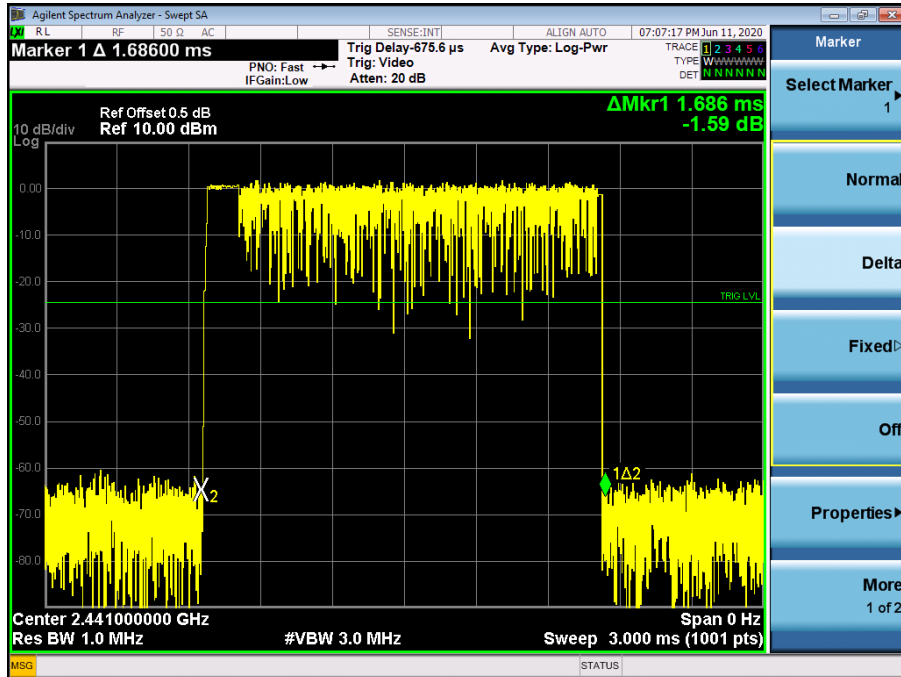 Agilent Spectrum Analyzer - Swept SA
LXI RL RF 50 Ω AC SENSE:INT ALIGN AUTO 07:07:17 PM Jun 11, 2020
Marker 1 Δ 1.68600 ms
PNO: Fast
IFGain:Low
Trig Delay-675.6 µs
Trig: Video
Atten: 20 dB
Avg Type: Log-Pwr
TRACE 1 2 3 4 5 6
TYPE WWWWWW
DET N N N N N N
ΔMkr1 1.686 ms
-1.59 dB
Ref Offset 0.5 dB
10 dB/div Ref 10.00 dBm
Log
0.00
-10.0
-20.0
TRIG LVL
-30.0
-40.0
-50.0
-60.0
-70.0
-80.0
2
1Δ2
Center 2.441000000 GHz Span 0 Hz
Res BW 1.0 MHz #VBW 3.0 MHz Sweep 3.000 ms (1001 pts)
MSG STATUS
Marker
Select Marker
1
Normal
Delta
Fixed
Off
Properties
More
1 of 2